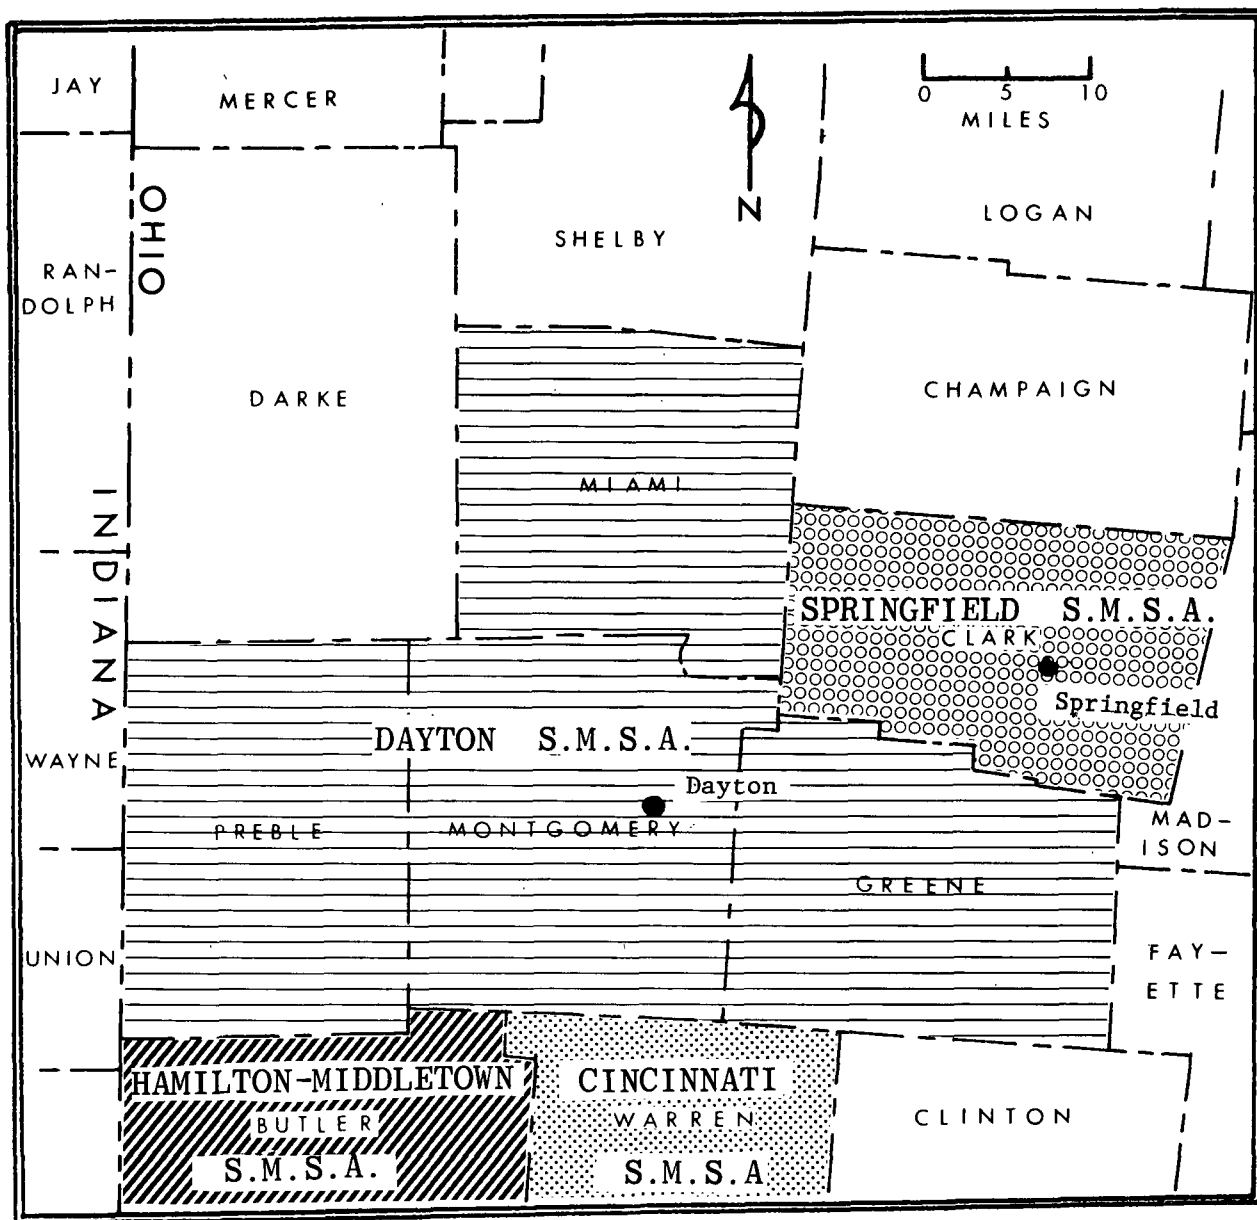 JAY
MERCER
0 5 10
MILES
OHIO
N
LOGAN
SHELBY
RAN-
DOLPH
DARKE
CHAMPAIGN
MIAMI
INDIANA
SPRINGFIELD S.M.S.A.
CLARK
Springfield
DAYTON S.M.S.A.
WAYNE
Dayton
PREBLE
MONTGOMERY
MAD-
ISON
GREENE
UNION
FAY-
ETTE
HAMILTON-MIDDLETOWN
BUTLER
S.M.S.A.
CINCINNATI
WARREN
S.M.S.A
CLINTON